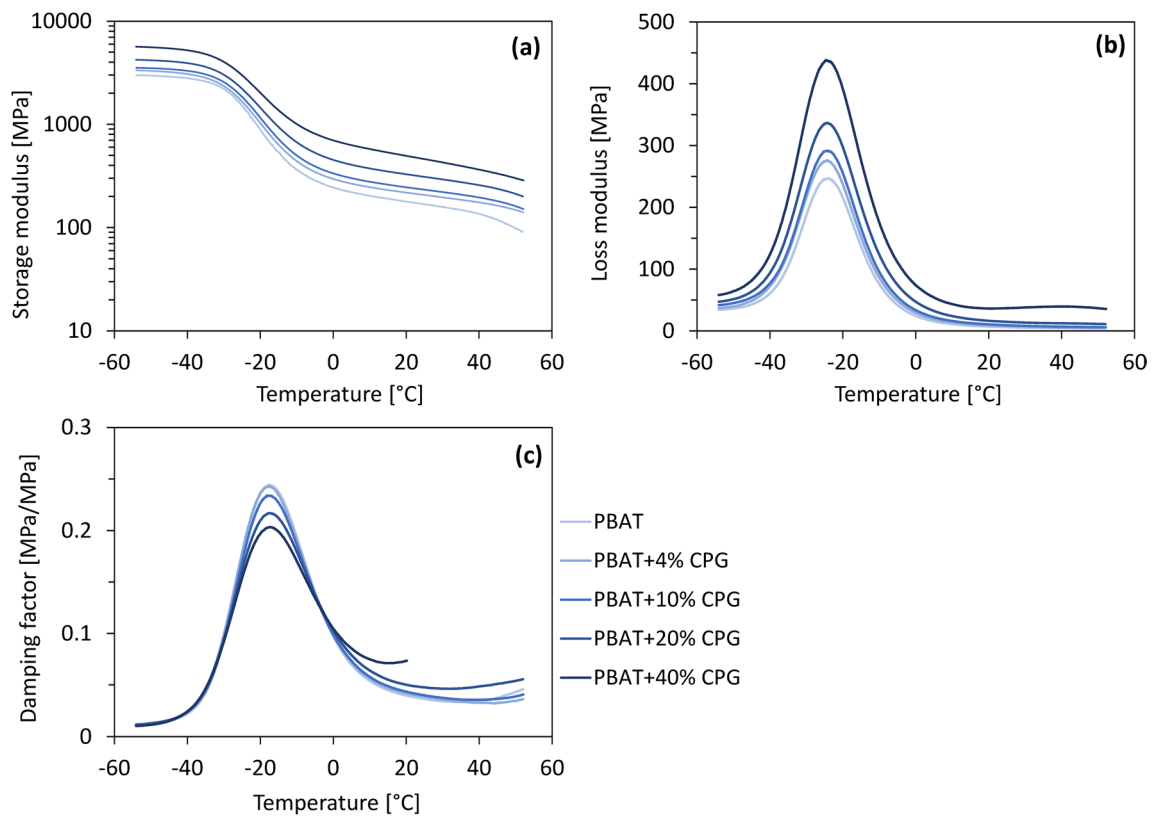 (a)
10000
1000
100
10
-60 -40 -20 0 20 40 60
Storage modulus [MPa]
Temperature [°C]
(b)
500
400
300
200
100
0
-60 -40 -20 0 20 40 60
Loss modulus [MPa]
Temperature [°C]
(c)
0.3
0.2
0.1
0
-60 -40 -20 0 20 40 60
Damping factor [MPa/MPa]
Temperature [°C]
PBAT
PBAT+4% CPG
PBAT+10% CPG
PBAT+20% CPG
PBAT+40% CPG